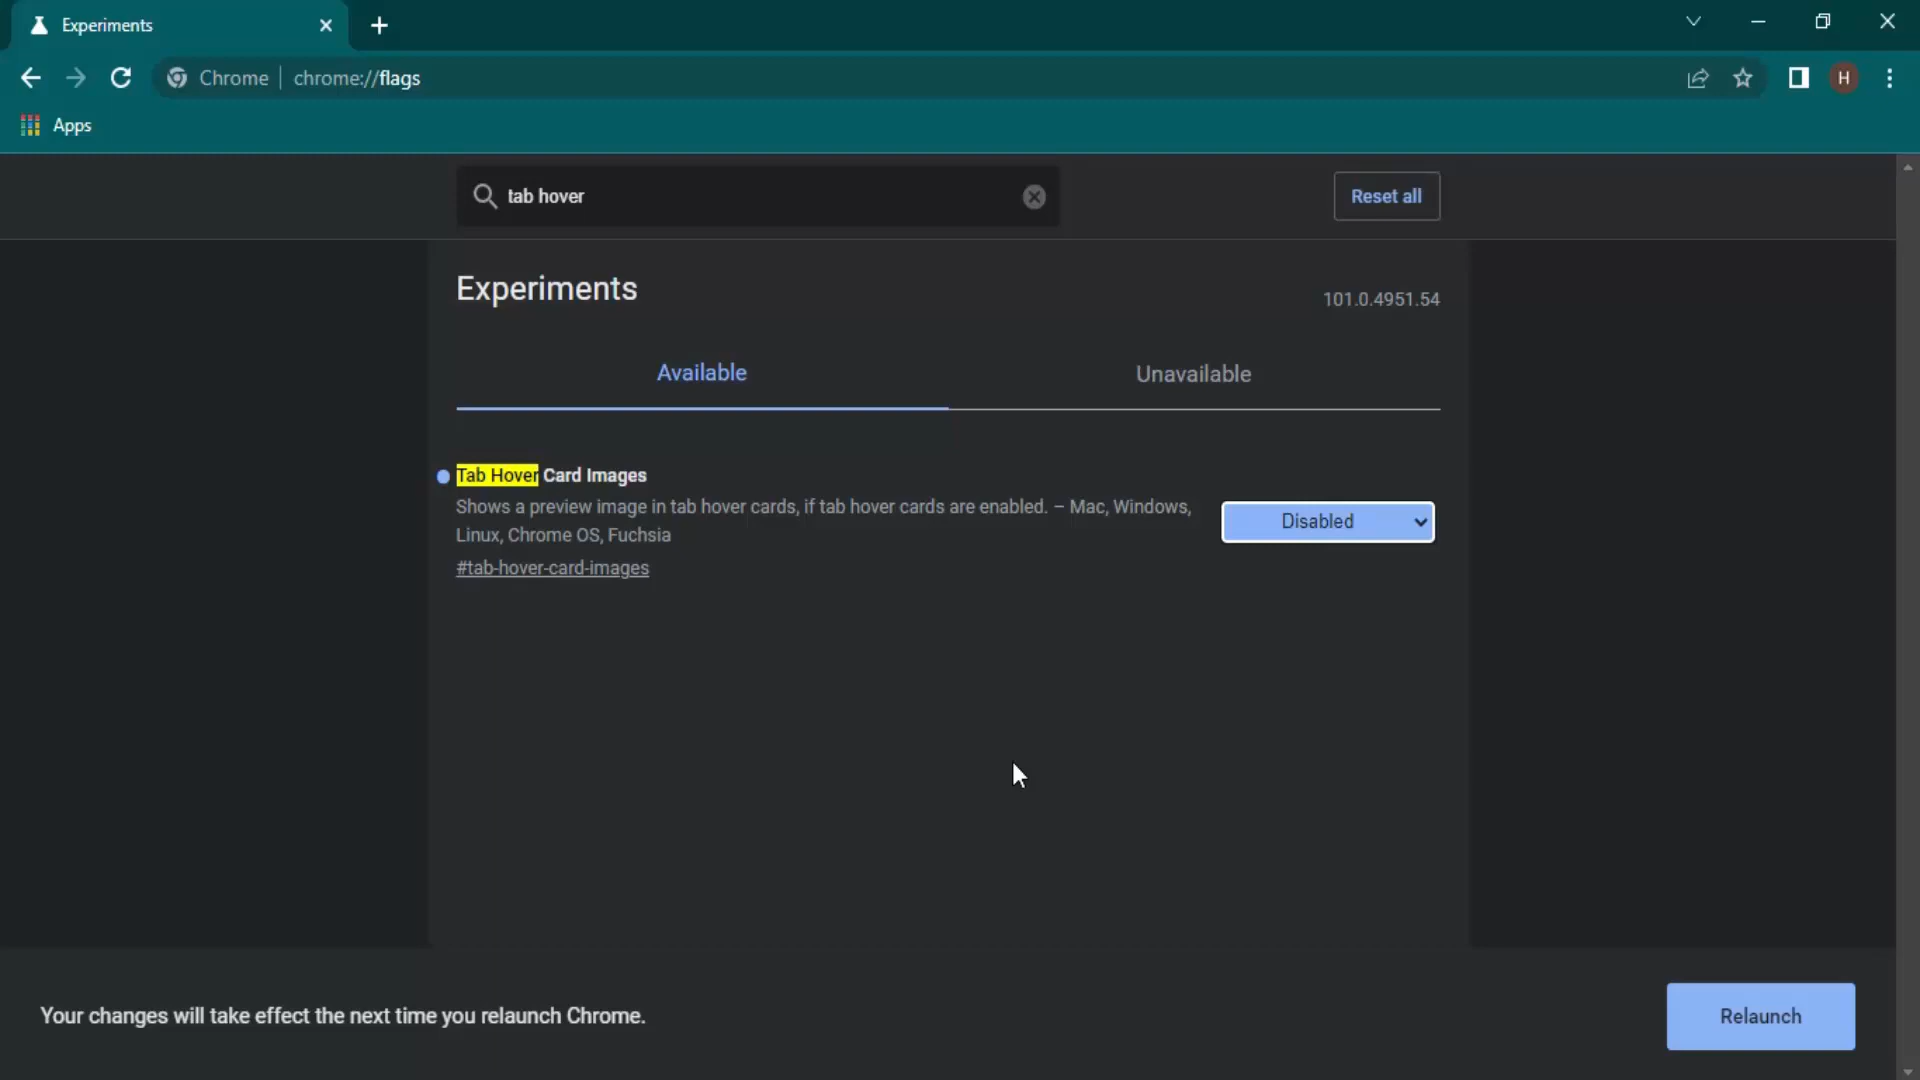 Experiments
Chrome chrome://flags
H
Apps
tab hover
Reset all
Experiments
101.0.4951.54
Available
Unavailable
Tab Hover Card Images
Shows a preview image in tab hover cards, if tab hover cards are enabled. – Mac, Windows,
Linux, Chrome OS, Fuchsia
#tab-hover-card-images
Disabled
Your changes will take effect the next time you relaunch Chrome.
Relaunch